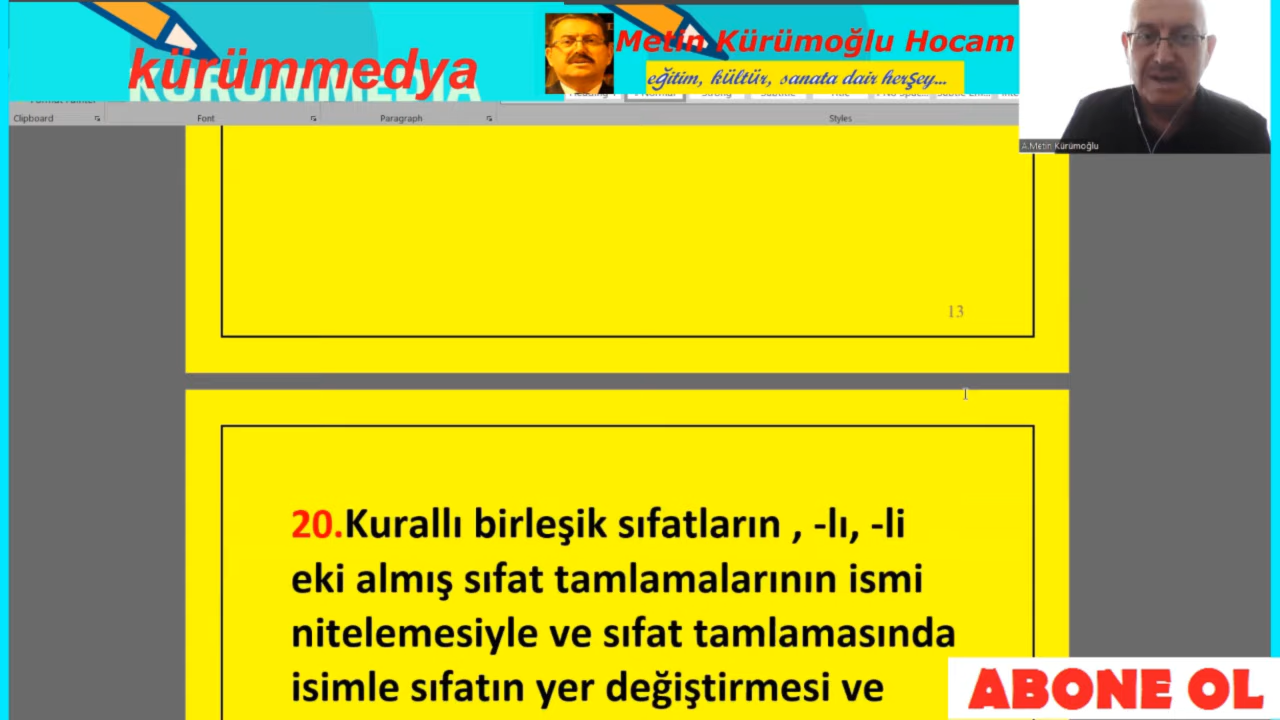 kürümmedya
KURUMMEDIA
Metin Kürümoğlu Hocam
eğitim, kültür, sanata dair herşey...
Clipboard
Font
Paragraph
Styles
A.Metin Kürümoğlu
13
20.Kurallı birleşik sıfatların , -lı, -li
eki almış sıfat tamlamalarının ismi
nitelemesiyle ve sıfat tamlamasında
isimle sıfatın yer değiştirmesi ve
ABONE OL